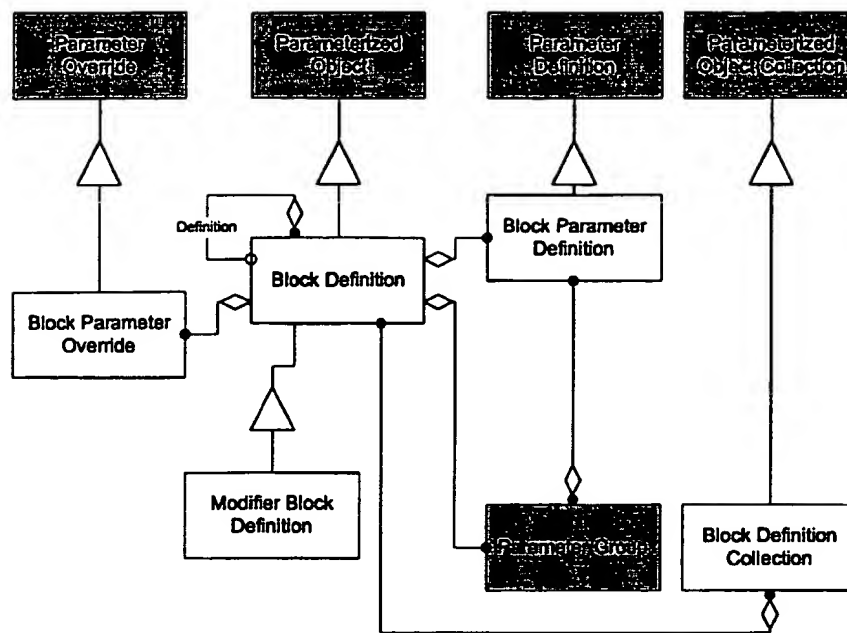 Parameter
Override
Parameterized
Object
Parameter
Definition
Parameterized
Object Collection
Definition
Block Definition
Block Parameter
Definition
Block Parameter
Override
Modifier Block
Definition
Parameter Group
Block Definition
Collection